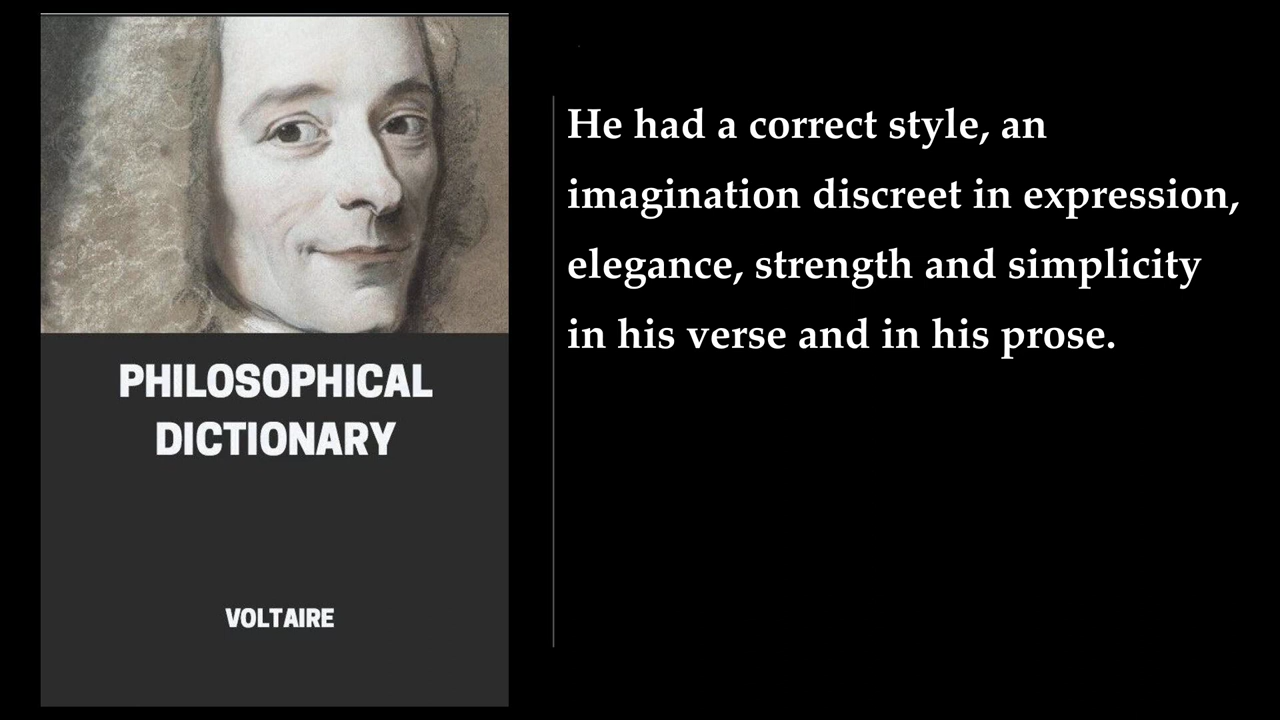 PHILOSOPHICAL
DICTIONARY
VOLTAIRE
He had a correct style, an
imagination discreet in expression,
elegance, strength and simplicity
in his verse and in his prose.